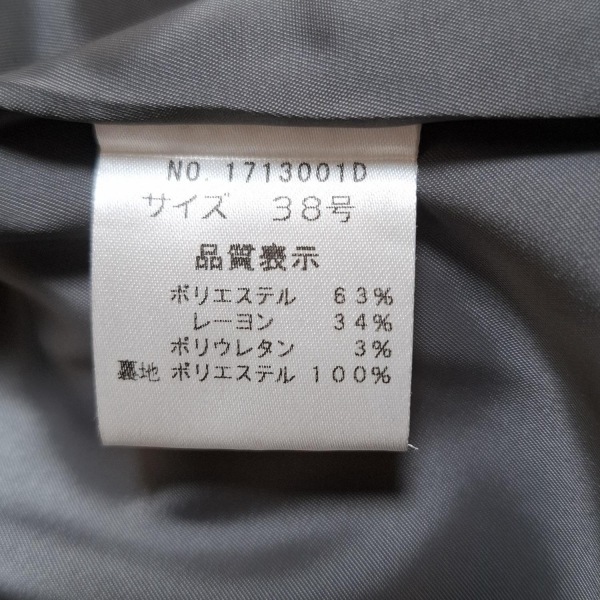 NO. 1713001D
サイズ 38号
品質表示
ポリエステル 63%
レーヨン 34%
ポリウレタン 3%
裏地 ポリエステル 100%